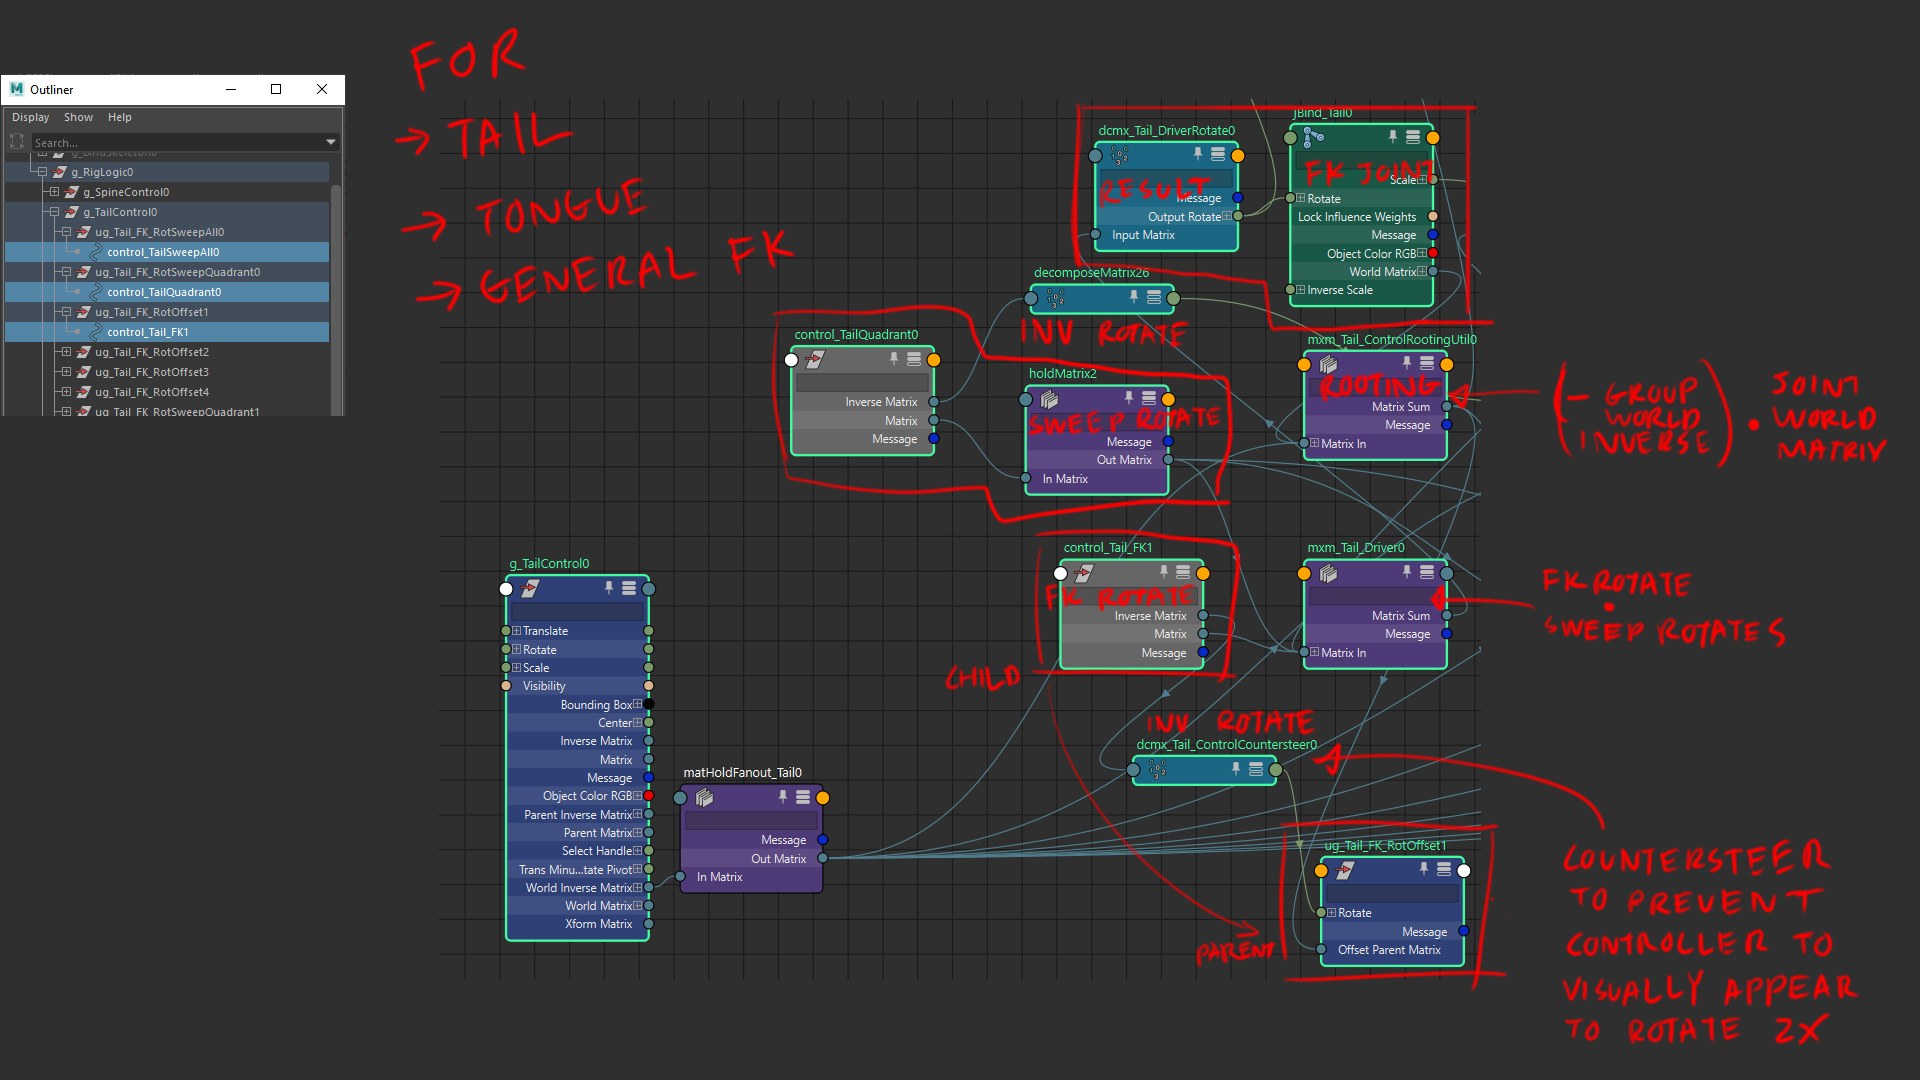 FOR
→ TAIL
→ TONGUE
→ GENERAL FK
Outliner
Display Show Help
Search...
g_BindSkeleton0
g_RigLogic0
g_SpineControl0
g_TailControl0
ug_Tail_FK_RotSweepAll0
control_TailSweepAll0
ug_Tail_FK_RotSweepQuadrant0
control_TailQuadrant0
ug_Tail_FK_RotOffset1
control_Tail_FK1
ug_Tail_FK_RotOffset2
ug_Tail_FK_RotOffset3
ug_Tail_FK_RotOffset4
ug_Tail_FK_RotSweepQuadrant1
dcmx_Tail_DriverRotate0
RESULT
Message
Output Rotate
Input Matrix
jBind_Tail0
FK JOINT
Scale
Rotate
Lock Influence Weights
Message
Object Color RGB
World Matrix
Inverse Scale
decomposeMatrix26
INV ROTATE
control_TailQuadrant0
Inverse Matrix
Matrix
Message
holdMatrix2
SWEEP ROTATE
Message
Out Matrix
In Matrix
mxm_Tail_ControlRootingUtil0
ROOTING
Matrix Sum
Message
Matrix In
(- GROUP
WORLD
INVERSE)
• JOINT
WORLD
MATRIX
g_TailControl0
Translate
Rotate
Scale
Visibility
Bounding Box
Center
Inverse Matrix
Matrix
Message
Object Color RGB
Parent Inverse Matrix
Parent Matrix
Select Handle
Trans Minu...tate Pivot
World Inverse Matrix
World Matrix
Xform Matrix
matHoldFanout_Tail0
Message
Out Matrix
In Matrix
control_Tail_FK1
FK ROTATE
Inverse Matrix
Matrix
Message
CHILD
mxm_Tail_Driver0
Matrix Sum
Message
Matrix In
FK ROTATE
•
SWEEP ROTATES
INV ROTATE
dcmx_Tail_ControlCountersteer0
PARENT
ug_Tail_FK_RotOffset1
Rotate
Message
Offset Parent Matrix
COUNTERSTEER
TO PREVENT
CONTROLLER TO
VISUALLY APPEAR
TO ROTATE 2X